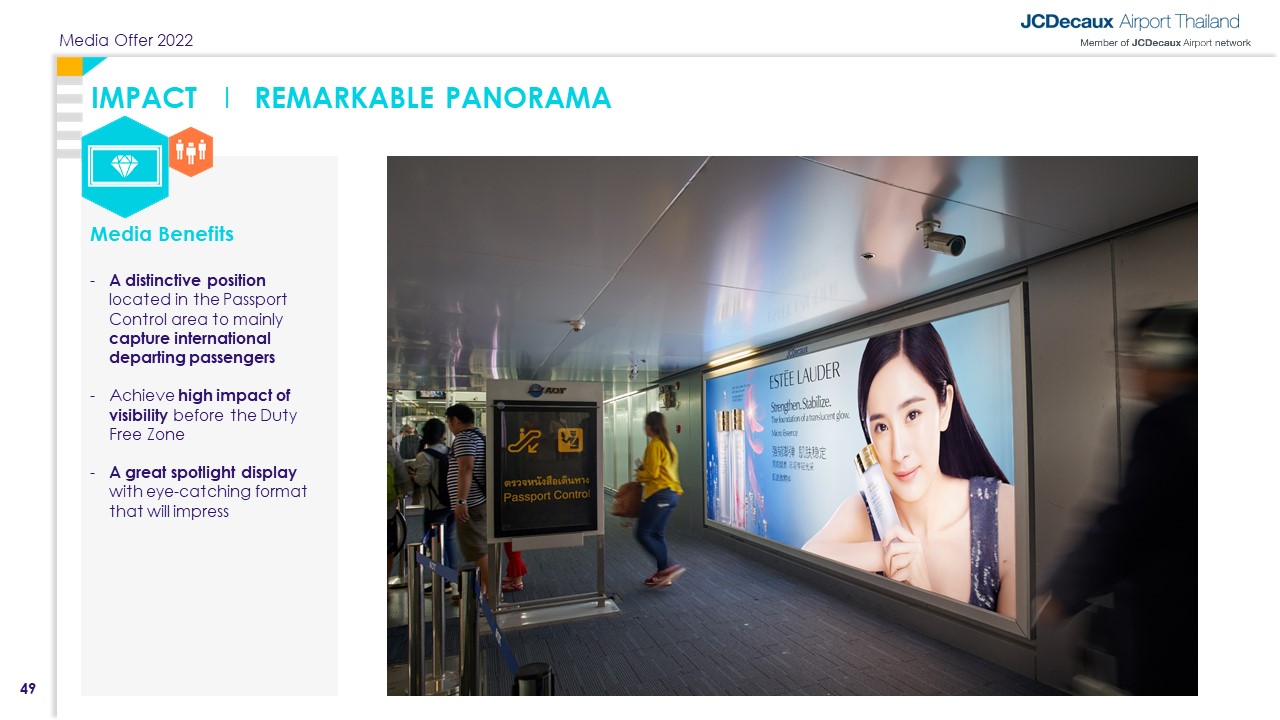 Media Offer 2022
JCDecaux Airport Thailand
Member of JCDecaux Airport network
IMPACT | REMARKABLE PANORAMA
Media Benefits
- A distinctive position
located in the Passport
Control area to mainly
capture international
departing passengers
- Achieve high impact of
visibility before the Duty
Free Zone
- A great spotlight display
with eye-catching format
that will impress
AOT
ตรวจหนังสือเดินทาง
Passport Control
JCDecaux
ESTĒE LAUDER
Strengthen. Stabilize.
The foundation of a translucent glow.
Micro Essence
肌肤稳定
49